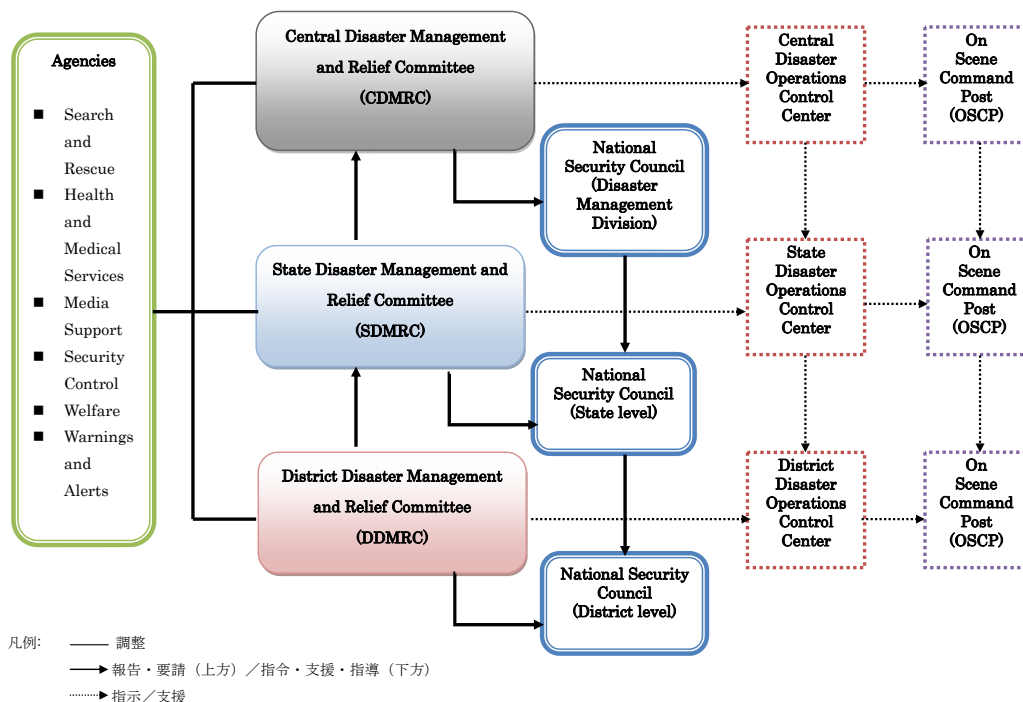 Agencies
■ Search
and
Rescue
■ Health
and
Medical
Services
■ Media
Support
■ Security
Control
■ Welfare
■ Warnings
and
Alerts
Central Disaster Management
and Relief Committee
(CDMRC)
National
Security Council
(Disaster
Management
Division)
Central
Disaster
Operations
Control
Center
On
Scene
Command
Post
(OSCP)
State Disaster Management and
Relief Committee
(SDMRC)
National
Security Council
(State level)
State
Disaster
Operations
Control
Center
On
Scene
Command
Post
(OSCP)
District Disaster Management
and Relief Committee
(DDMRC)
National Security
Council
(District level)
District
Disaster
Operations
Control
Center
On
Scene
Command
Post
(OSCP)
凡例:
調整
報告・要請（上方）／指令・支援・指導（下方）
指示／支援